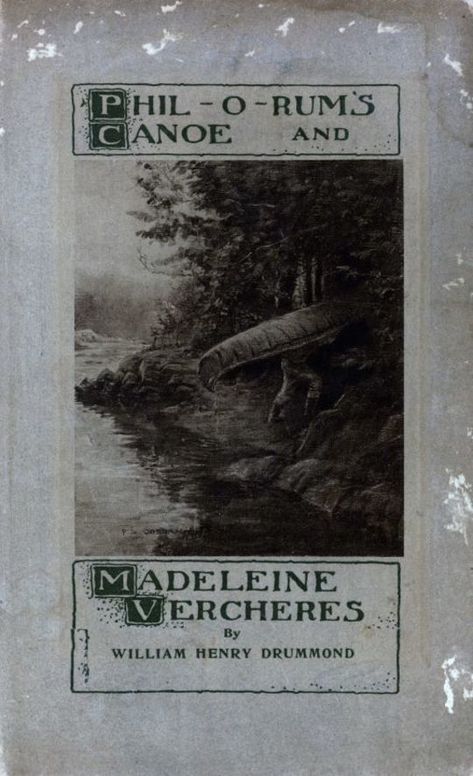 PHIL-O-RUM'S
CANOE AND
MADELEINE
VERCHERES
By
WILLIAM HENRY DRUMMOND